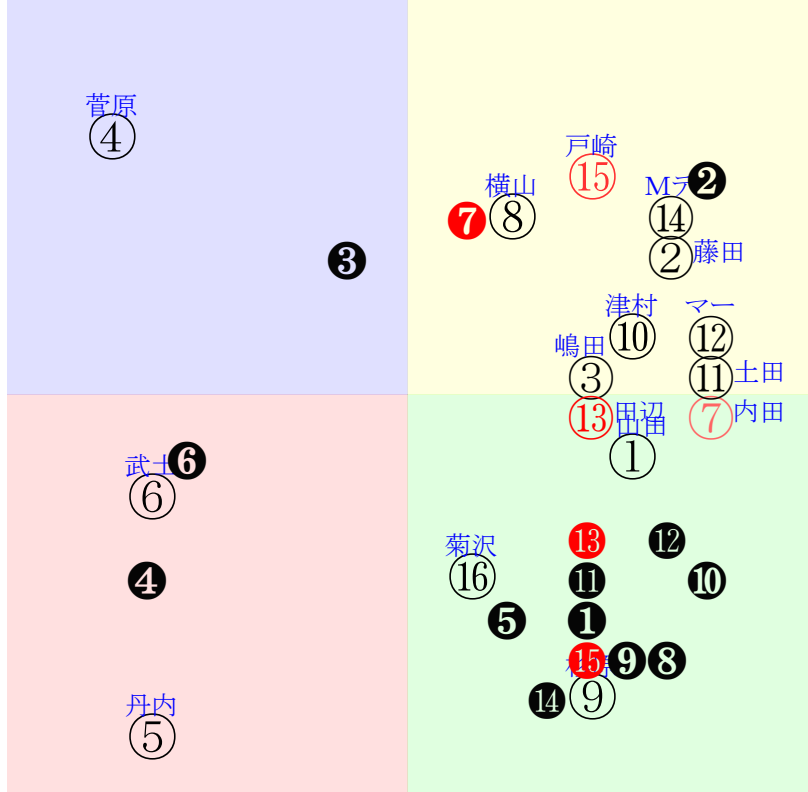 菅原
④
戸崎
⑮
横山
❼
⑧
Mデ
❷
⑭
②
藤田
❸
津村
⑩
マー
⑫
嶋田
③
⑪
土田
⑬
田辺
⑦
内田
山田
①
武士
❻
⑥
菊沢
⑯
⓭
⓬
❹
⓫
❿
❺
❶
⓯
❾
❽
⓮
⑨
丹内
⑤